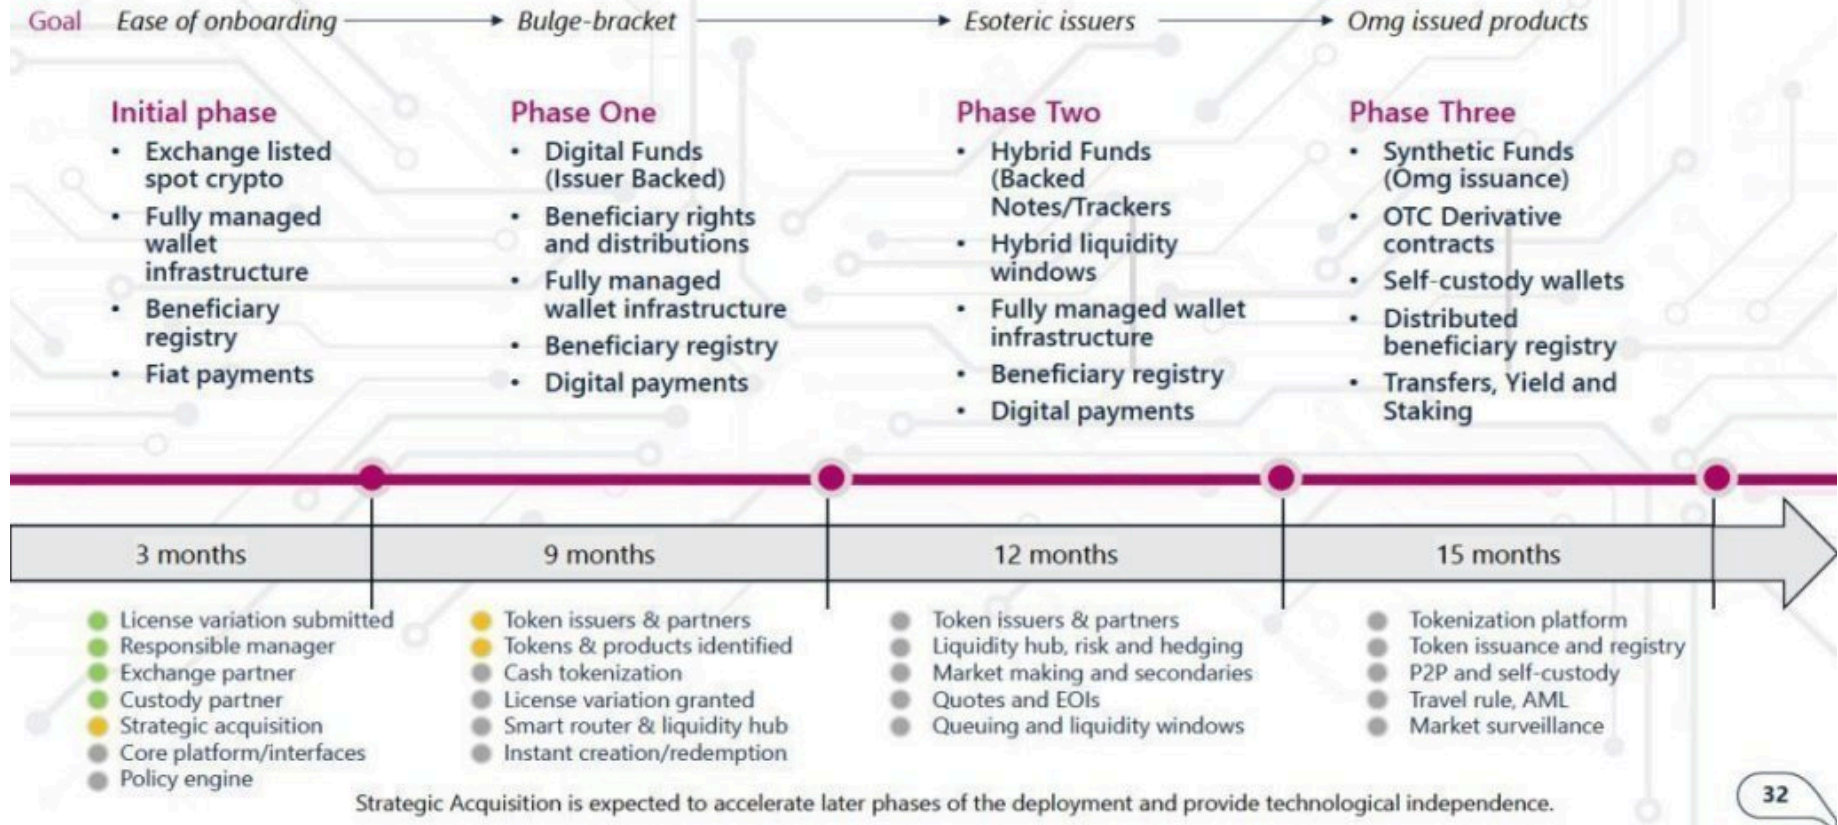 Goal Ease of onboarding Bulge-bracket Esoteric issuers Omg issued products
Initial phase
• Exchange listed
spot crypto
• Fully managed
wallet
infrastructure
• Beneficiary
registry
• Fiat payments
Phase One
• Digital Funds
(Issuer Backed)
• Beneficiary rights
and distributions
• Fully managed
wallet infrastructure
• Beneficiary registry
• Digital payments
Phase Two
• Hybrid Funds
(Backed
Notes/Trackers
• Hybrid liquidity
windows
• Fully managed wallet
infrastructure
• Beneficiary registry
• Digital payments
Phase Three
• Synthetic Funds
(Omg issuance)
• OTC Derivative
contracts
• Self-custody wallets
• Distributed
beneficiary registry
• Transfers, Yield and
Staking
3 months 9 months 12 months 15 months
License variation submitted
Responsible manager
Exchange partner
Custody partner
Strategic acquisition
Core platform/interfaces
Policy engine
Token issuers & partners
Tokens & products identified
Cash tokenization
License variation granted
Smart router & liquidity hub
Instant creation/redemption
Token issuers & partners
Liquidity hub, risk and hedging
Market making and secondaries
Quotes and EOIs
Queuing and liquidity windows
Tokenization platform
Token issuance and registry
P2P and self-custody
Travel rule, AML
Market surveillance
Strategic Acquisition is expected to accelerate later phases of the deployment and provide technological independence.
32